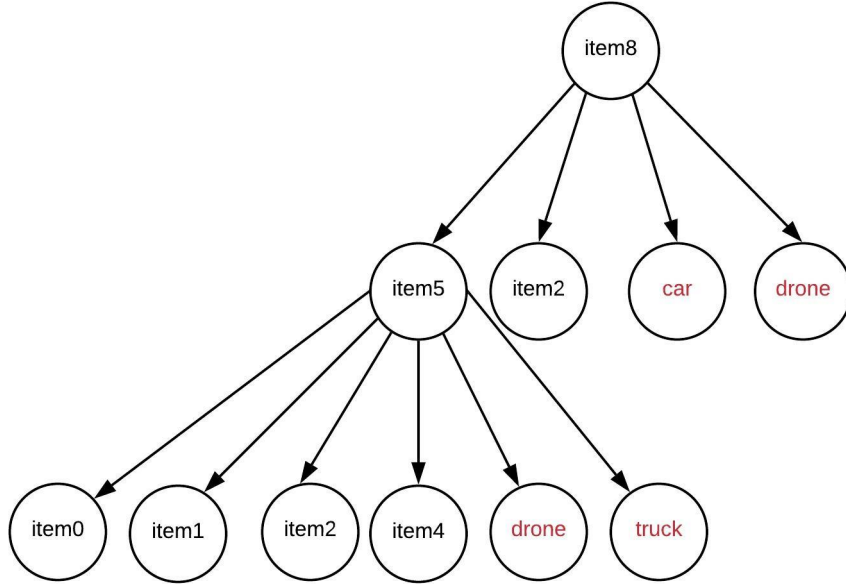 item8
item5
item2
car
drone
item0
item1
item2
item4
drone
truck